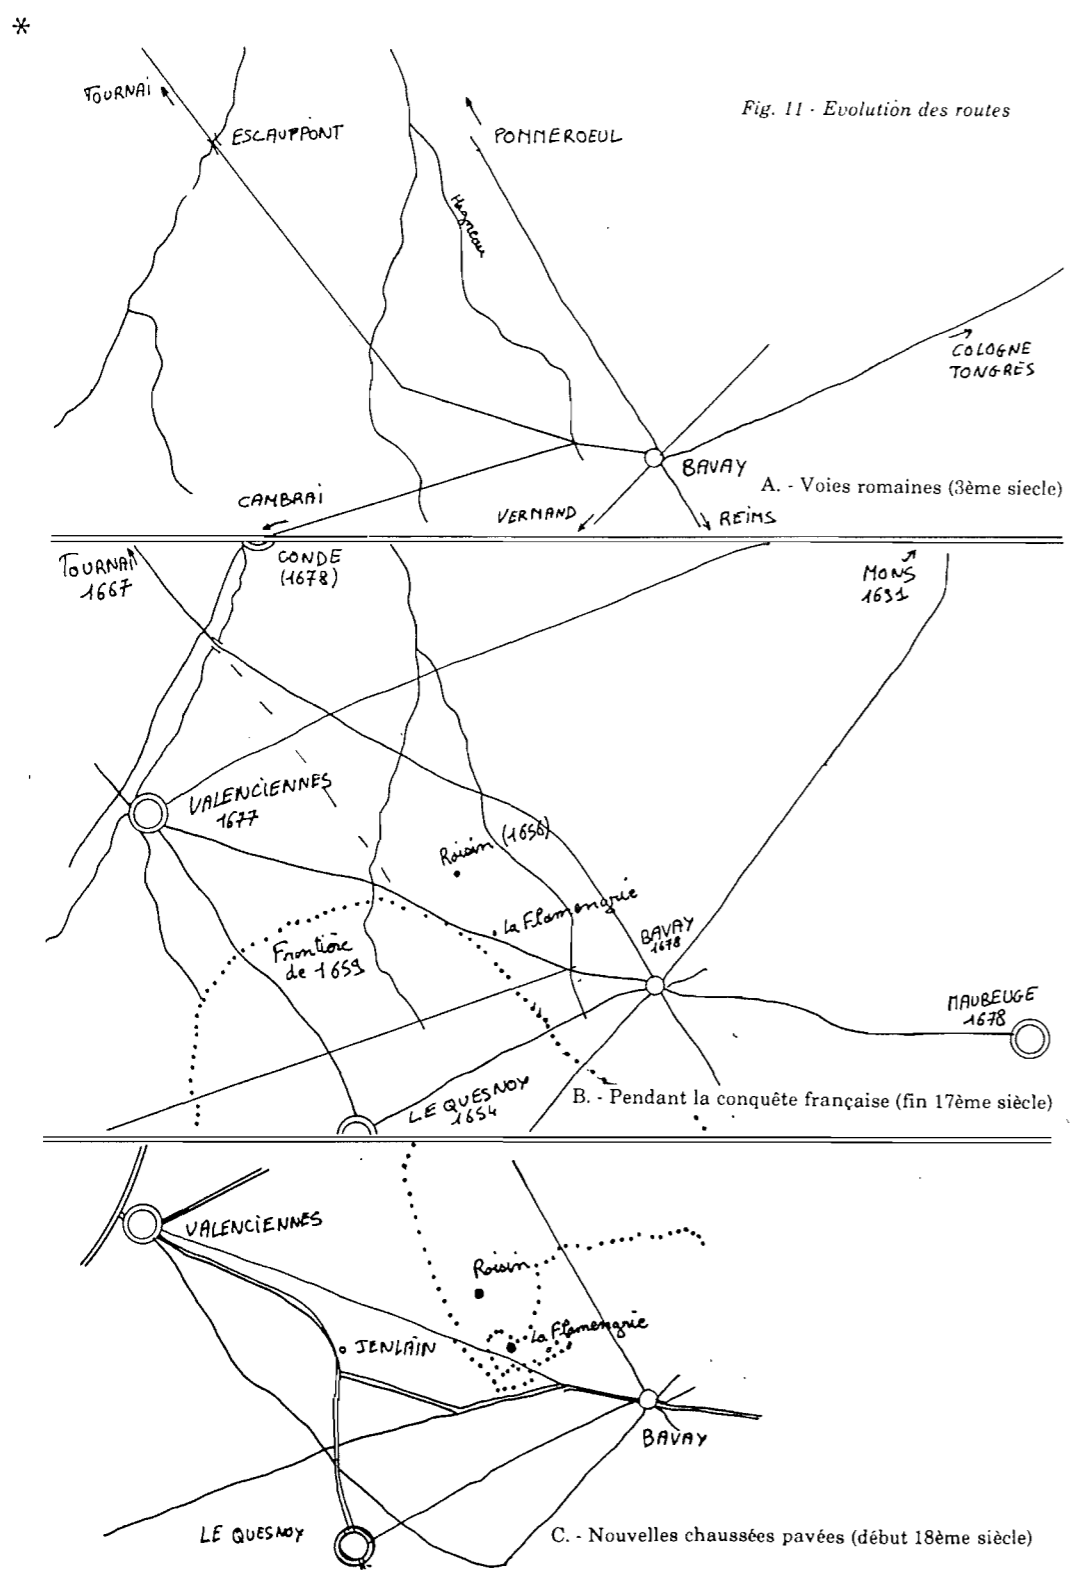 *
Fig. 11 - Evolution des routes
TOURNAI
ESCAUPPONT
POMMEROEUL
Hogneau
COLOGNE
TONGRES
BAVAY
A. - Voies romaines (3ème siecle)
CAMBRAI
VERMAND
REIMS
TOURNAI
1667
CONDE
(1678)
MONS
1691
VALENCIENNES
1677
Roisin (1656)
La Flamengrie
Frontière
de 1659
BAVAY
1678
MAUBEUGE
1678
LE QUESNOY
1654
B. - Pendant la conquête française (fin 17ème siècle)
VALENCIENNES
Roisin
La Flamengrie
JENLAIN
BAVAY
LE QUESNOY
C. - Nouvelles chaussées pavées (début 18ème siècle)